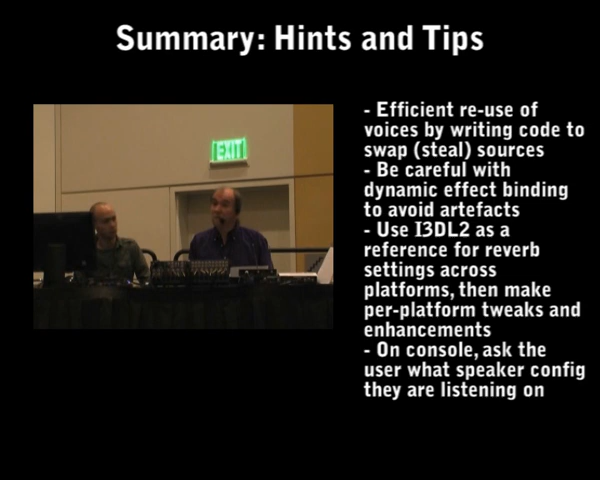 Summary: Hints and Tips
EXIT
- Efficient re-use of
voices by writing code to
swap (steal) sources
- Be careful with
dynamic effect binding
to avoid artefacts
- Use I3DL2 as a
reference for reverb
settings across
platforms, then make
per-platform tweaks and
enhancements
- On console, ask the
user what speaker config
they are listening on